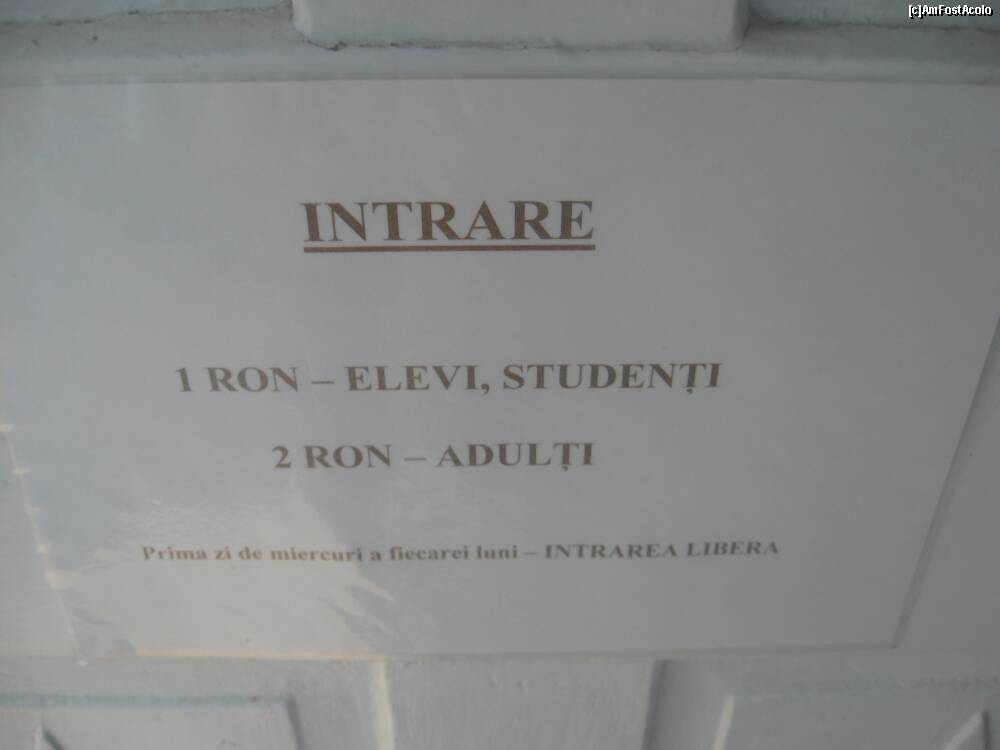 [c]AmFostAcolo
INTRARE
1 RON – ELEVI, STUDENȚI
2 RON – ADULȚI
Prima zi de miercuri a fiecarei luni – INTRAREA LIBERA